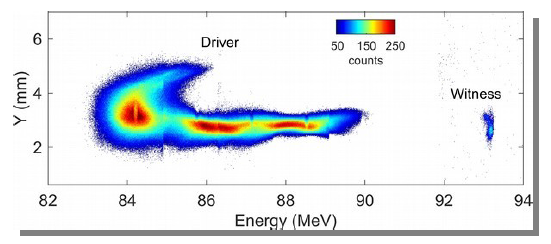 Driver
50 150 250
counts
Witness
Y (mm)
6
4
2
82 84 86 88 90 92 94
Energy (MeV)